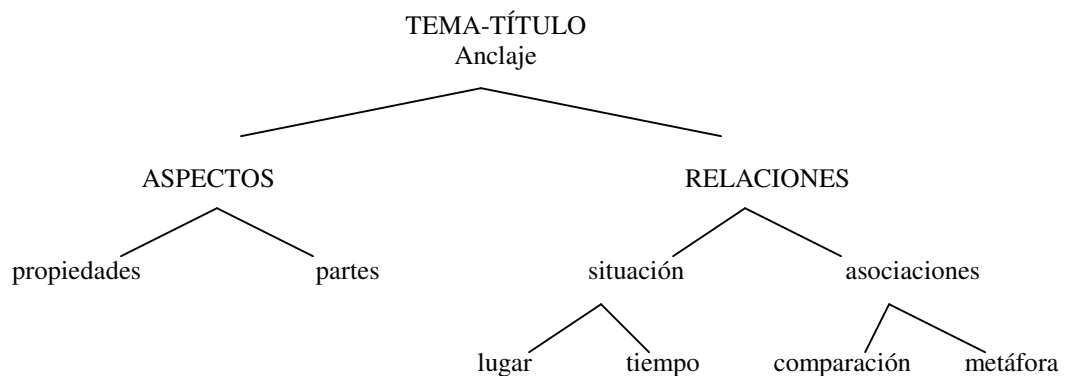 TEMA-TÍTULO
Anclaje
ASPECTOS RELACIONES
propiedades partes situación asociaciones
lugar tiempo comparación metáfora